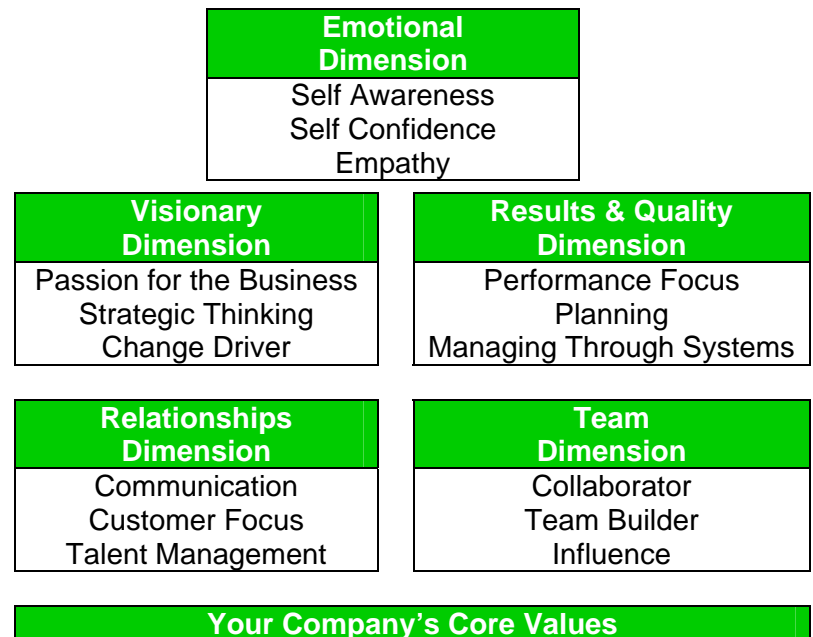 Emotional
Dimension
Self Awareness
Self Confidence
Empathy
Visionary
Dimension
Passion for the Business
Strategic Thinking
Change Driver
Results & Quality
Dimension
Performance Focus
Planning
Managing Through Systems
Relationships
Dimension
Communication
Customer Focus
Talent Management
Team
Dimension
Collaborator
Team Builder
Influence
Your Company's Core Values